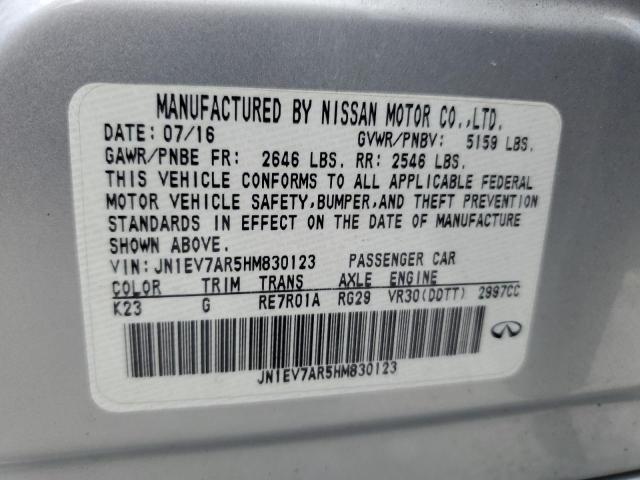 MANUFACTURED BY NISSAN MOTOR CO.,LTD.
DATE: 07/16 GVWR/PNBV: 5159 LBS.
GAWR/PNBE FR: 2646 LBS. RR: 2546 LBS.
THIS VEHICLE CONFORMS TO ALL APPLICABLE FEDERAL
MOTOR VEHICLE SAFETY,BUMPER,AND THEFT PREVENTION
STANDARDS IN EFFECT ON THE DATE OF MANUFACTURE
SHOWN ABOVE.
VIN: JN1EV7AR5HM830123 PASSENGER CAR
COLOR TRIM TRANS AXLE ENGINE
K23 G RE7R01A RG29 VR30(DDTT) 2997CC
JN1EV7AR5HM830123